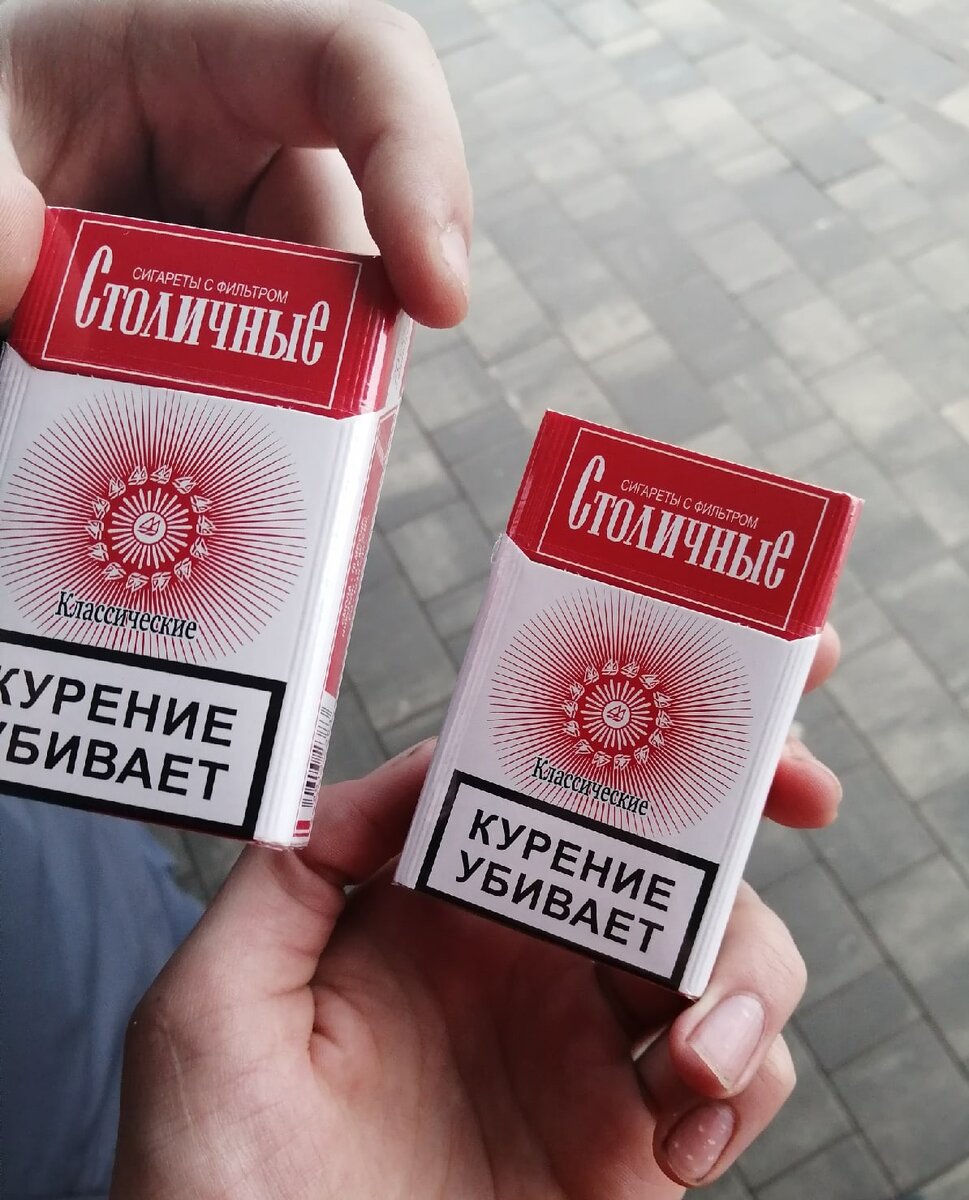 СИГАРЕТЫ С ФИЛЬТРОМ
Столичные
Классические
КУРЕНИЕ
УБИВАЕТ
СИГАРЕТЫ С ФИЛЬТРОМ
Столичные
Классические
КУРЕНИЕ
УБИВАЕТ